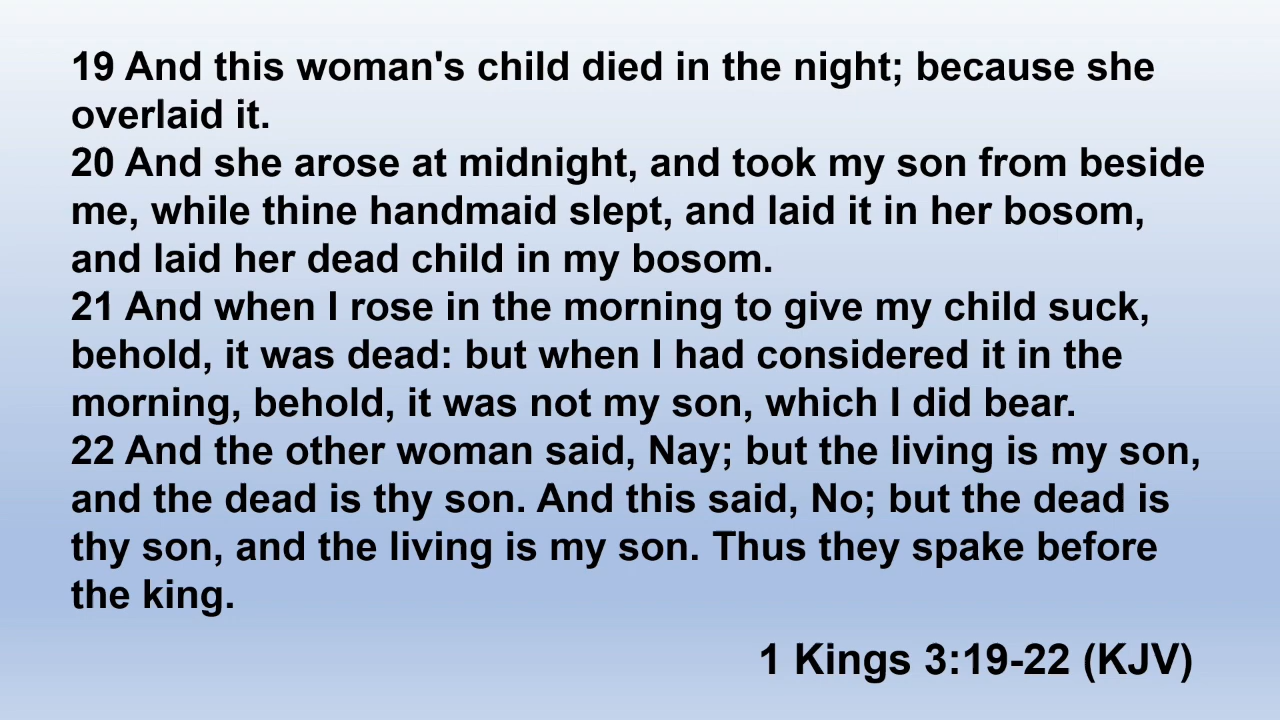 19 And this woman's child died in the night; because she
overlaid it.
20 And she arose at midnight, and took my son from beside
me, while thine handmaid slept, and laid it in her bosom,
and laid her dead child in my bosom.
21 And when I rose in the morning to give my child suck,
behold, it was dead: but when I had considered it in the
morning, behold, it was not my son, which I did bear.
22 And the other woman said, Nay; but the living is my son,
and the dead is thy son. And this said, No; but the dead is
thy son, and the living is my son. Thus they spake before
the king.
1 Kings 3:19-22 (KJV)